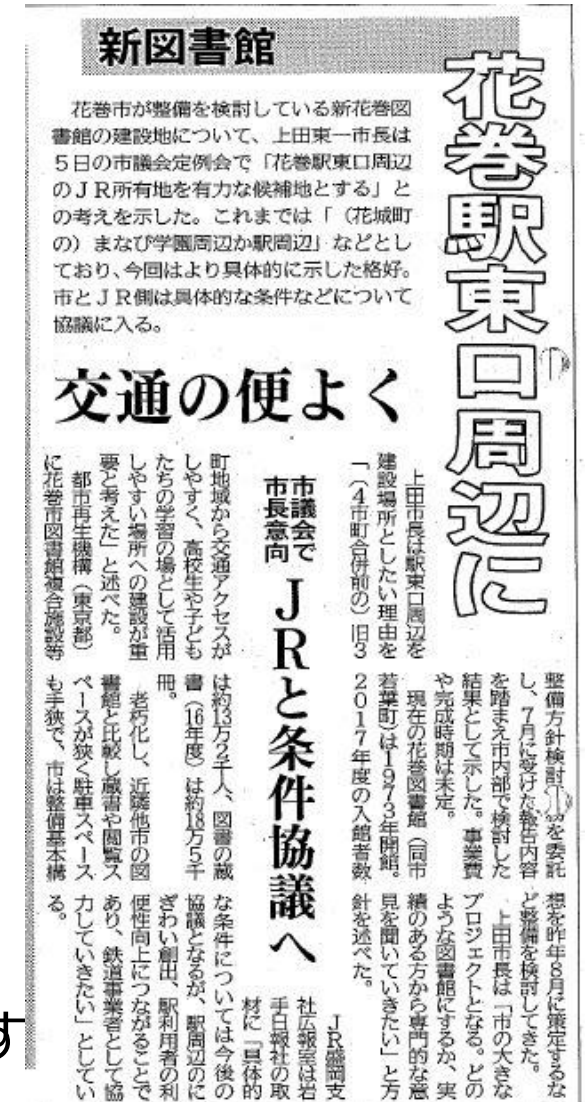 新図書館
花巻駅東口周辺に
花巻市が整備を検討している新花巻図
書館の建設地について、上田東一市長は
5日の市議会定例会で「花巻駅東口周辺
のJR所有地を有力な候補地とする」と
の考えを示した。これまでは「(花城町
の)まなび学園周辺か駅周辺」などとし
ており、今回はより具体的に示した格好。
市とJR側は具体的な条件などについて
協議に入る。
交通の便よく
市議会で
市長意向
JRと条件協議へ
上田市長は駅東口周辺を
建設場所としたい理由を
「(4市町合併前の)旧3
町地域から交通アクセスが
しやすく、高校生や子ども
たちの学習の場として活用
しやすい場所への建設が重
要と考えた」と述べた。
都市再生機構(東京都)
に花巻市図書館複合施設等
整備方針検討
を委託
し、7月に受けた報告内容
を踏まえ市内部で検討した
結果として示した。事業費
や完成時期は未定。
現在の花巻図書館(同市
若葉町)は1973年開館。
2017年度の入館者数
は約13万2千人、図書の蔵
書(16年度)は約18万5千
冊。
老朽化し、近隣他市の図
書館と比較し蔵書や閲覧ス
ペースが狭く駐車スペース
も手狭で、市は整備基本構
想を昨年8月に策定するな
ど整備を検討してきた。
上田市長は「市の大きな
プロジェクトとなる。どの
ような図書館にするか、実
績のある方から専門的な意
見を聞いていきたい」と方
針を述べた。
JR盛岡支
社広報室は岩
手日報社の取
材に「具体的
な条件については今後の
協議となるが、駅周辺のに
ぎわい創出、駅利用者の利
便性向上につながることで
あり、鉄道事業者として協
力していきたい」としてい
る。
す